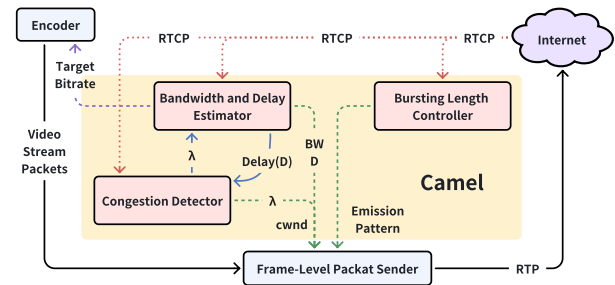 Encoder
RTCP
RTCP
RTCP
Internet
Target
Bitrate
Bandwidth and Delay
Estimator
Bursting Length
Controller
Video
Stream
Packets
λ
Delay(D)
BW
D
Camel
Congestion Detector
λ
cwnd
Emission
Pattern
Frame-Level Packat Sender
RTP